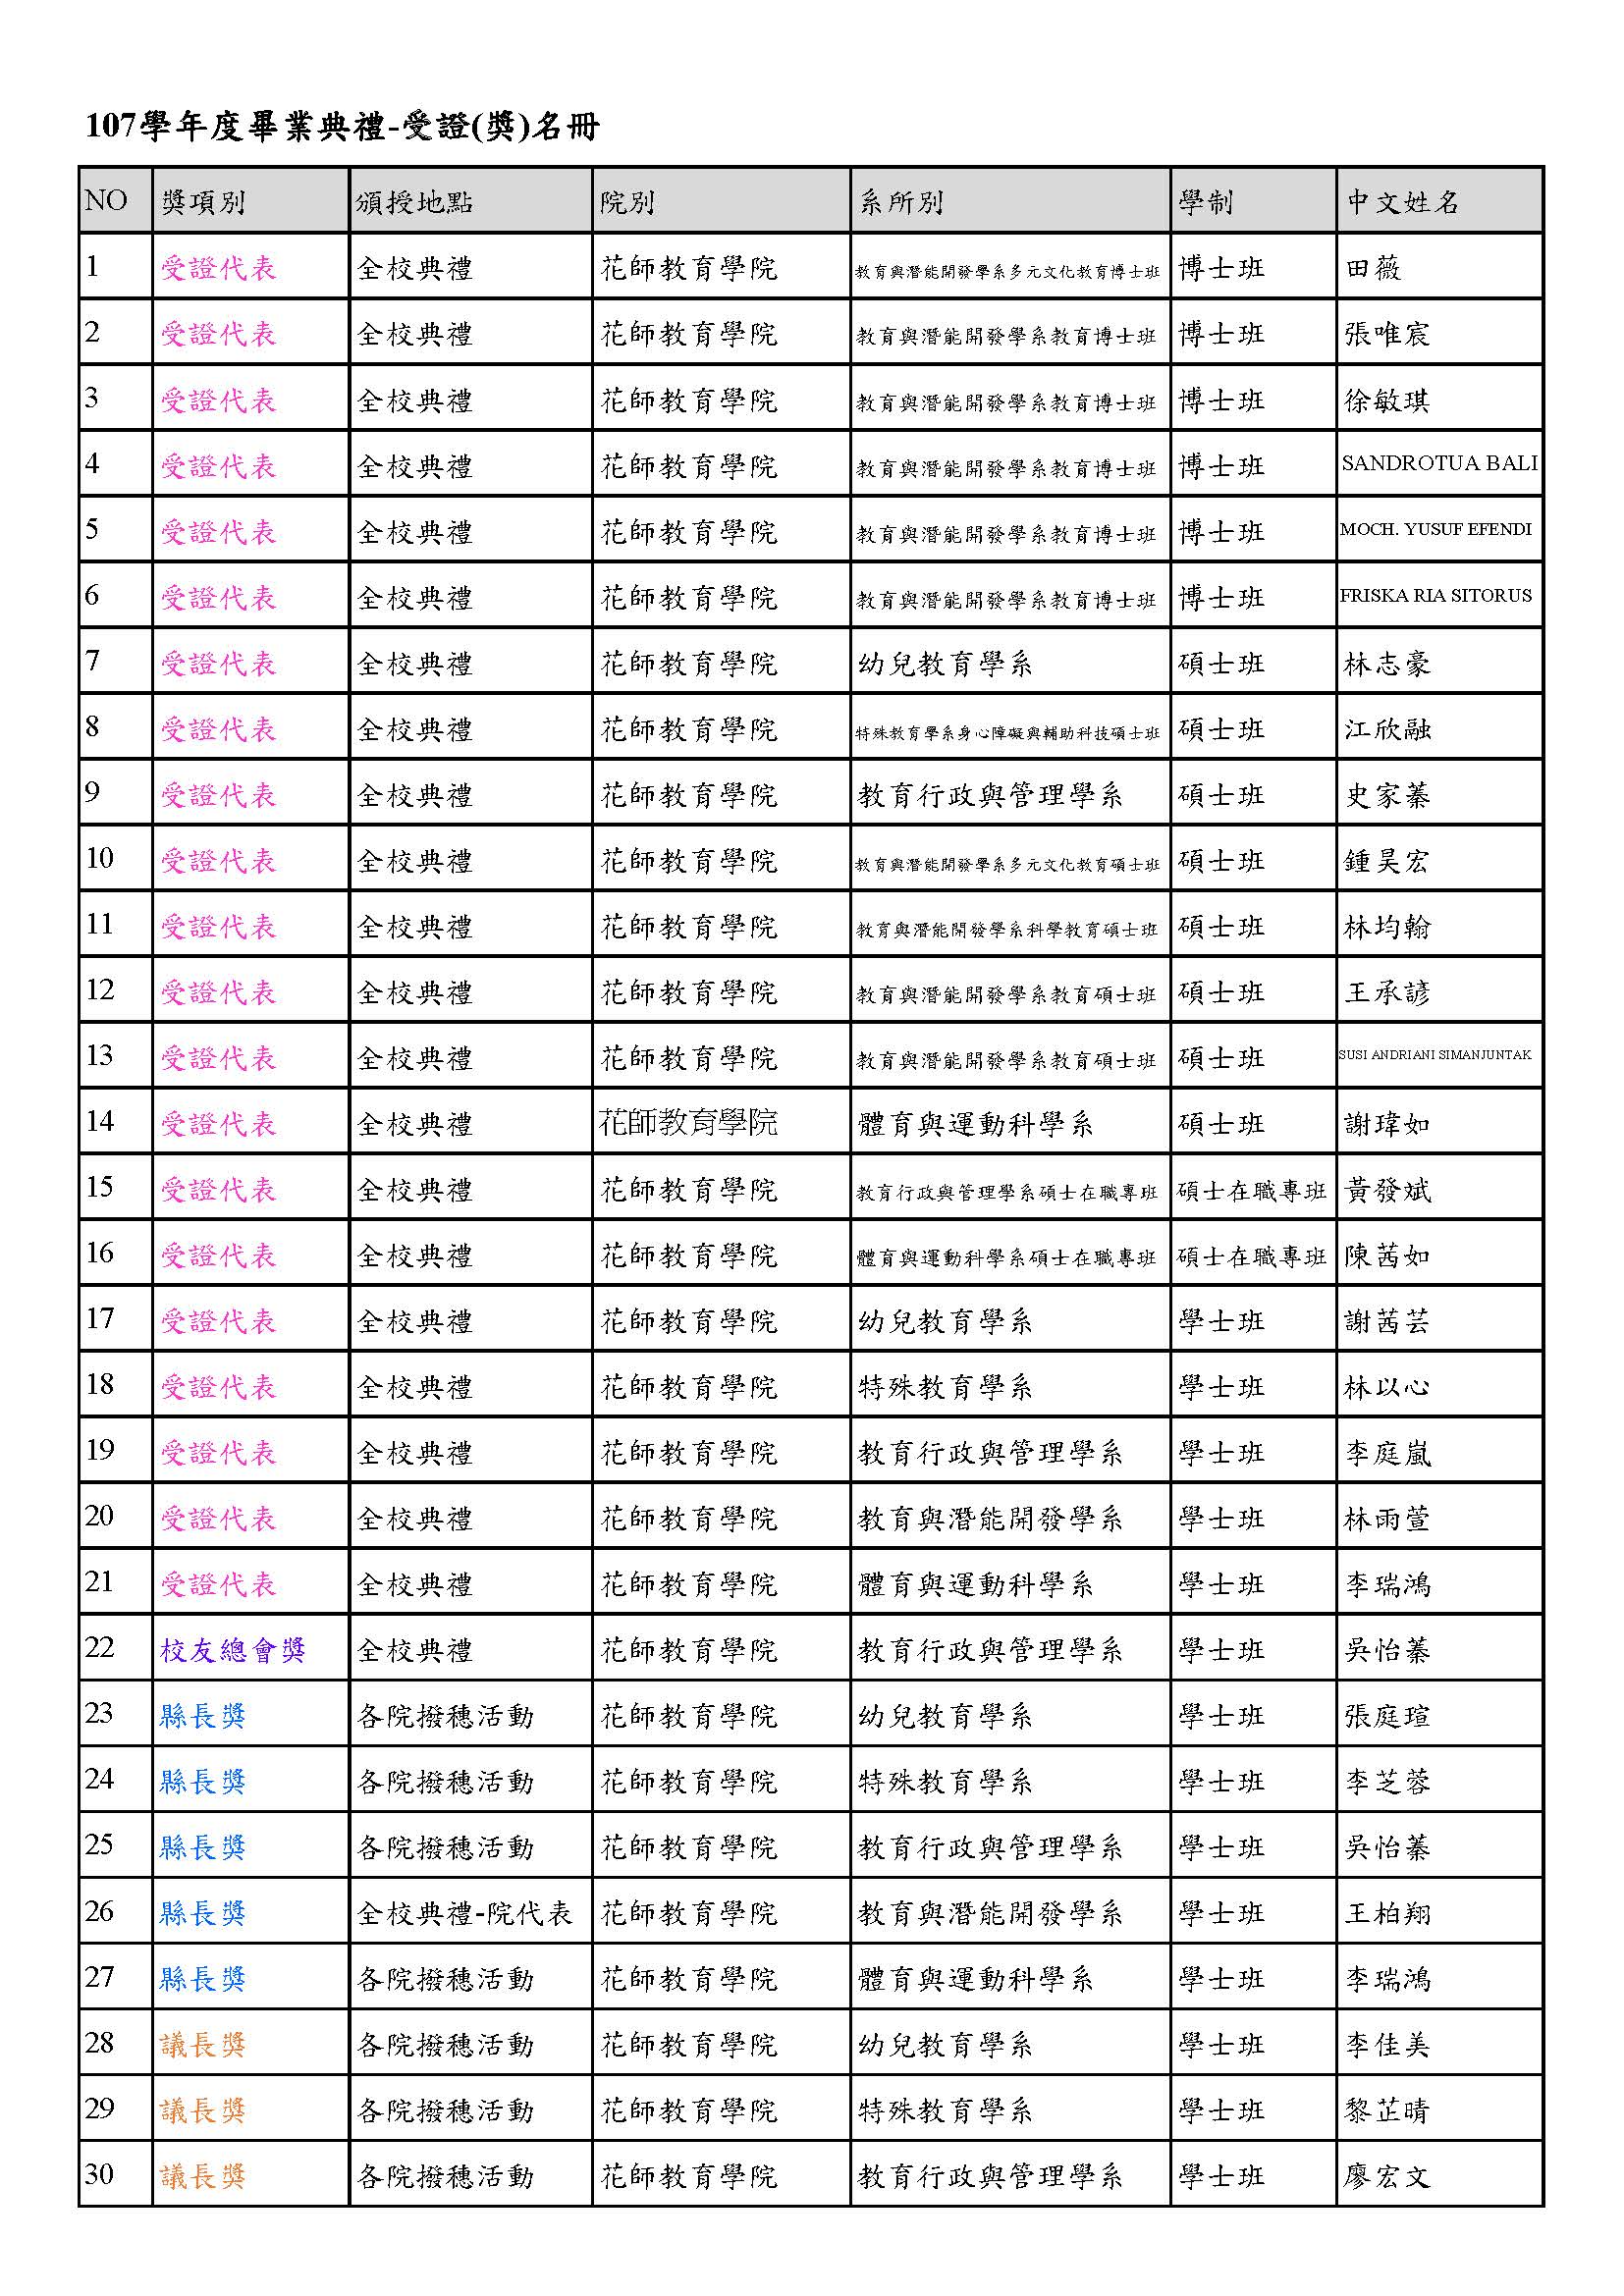 107學年度畢業典禮-受證(獎)名冊
NO 獎項別 頒授地點 院別 系所別 學制 中文姓名
1 受證代表 全校典禮 花師教育學院 教育與潛能開發學系多元文化教育博士班 博士班 田薇
2 受證代表 全校典禮 花師教育學院 教育與潛能開發學系教育博士班 博士班 張唯宸
3 受證代表 全校典禮 花師教育學院 教育與潛能開發學系教育博士班 博士班 徐敏琪
4 受證代表 全校典禮 花師教育學院 教育與潛能開發學系教育博士班 博士班 SANDROTUA BALI
5 受證代表 全校典禮 花師教育學院 教育與潛能開發學系教育博士班 博士班 MOCH. YUSUF EFENDI
6 受證代表 全校典禮 花師教育學院 教育與潛能開發學系教育博士班 博士班 FRISKA RIA SITORUS
7 受證代表 全校典禮 花師教育學院 幼兒教育學系 碩士班 林志豪
8 受證代表 全校典禮 花師教育學院 特殊教育學系身心障礙與輔助科技碩士班 碩士班 江欣融
9 受證代表 全校典禮 花師教育學院 教育行政與管理學系 碩士班 史家蓁
10 受證代表 全校典禮 花師教育學院 教育與潛能開發學系多元文化教育碩士班 碩士班 鍾昊宏
11 受證代表 全校典禮 花師教育學院 教育與潛能開發學系科學教育碩士班 碩士班 林均翰
12 受證代表 全校典禮 花師教育學院 教育與潛能開發學系教育碩士班 碩士班 王承諺
13 受證代表 全校典禮 花師教育學院 教育與潛能開發學系教育碩士班 碩士班 SUSI ANDRIANI SIMANJUNTAK
14 受證代表 全校典禮 花師教育學院 體育與運動科學系 碩士班 謝瑋如
15 受證代表 全校典禮 花師教育學院 教育行政與管理學系碩士在職專班 碩士在職專班 黃發斌
16 受證代表 全校典禮 花師教育學院 體育與運動科學系碩士在職專班 碩士在職專班 陳茜如
17 受證代表 全校典禮 花師教育學院 幼兒教育學系 學士班 謝茜芸
18 受證代表 全校典禮 花師教育學院 特殊教育學系 學士班 林以心
19 受證代表 全校典禮 花師教育學院 教育行政與管理學系 學士班 李庭嵐
20 受證代表 全校典禮 花師教育學院 教育與潛能開發學系 學士班 林雨萱
21 受證代表 全校典禮 花師教育學院 體育與運動科學系 學士班 李瑞鴻
22 校友總會獎 全校典禮 花師教育學院 教育行政與管理學系 學士班 吳怡蓁
23 縣長獎 各院撥穗活動 花師教育學院 幼兒教育學系 學士班 張庭瑄
24 縣長獎 各院撥穗活動 花師教育學院 特殊教育學系 學士班 李芝蓉
25 縣長獎 各院撥穗活動 花師教育學院 教育行政與管理學系 學士班 吳怡蓁
26 縣長獎 全校典禮-院代表 花師教育學院 教育與潛能開發學系 學士班 王柏翔
27 縣長獎 各院撥穗活動 花師教育學院 體育與運動科學系 學士班 李瑞鴻
28 議長獎 各院撥穗活動 花師教育學院 幼兒教育學系 學士班 李佳美
29 議長獎 各院撥穗活動 花師教育學院 特殊教育學系 學士班 黎芷晴
30 議長獎 各院撥穗活動 花師教育學院 教育行政與管理學系 學士班 廖宏文